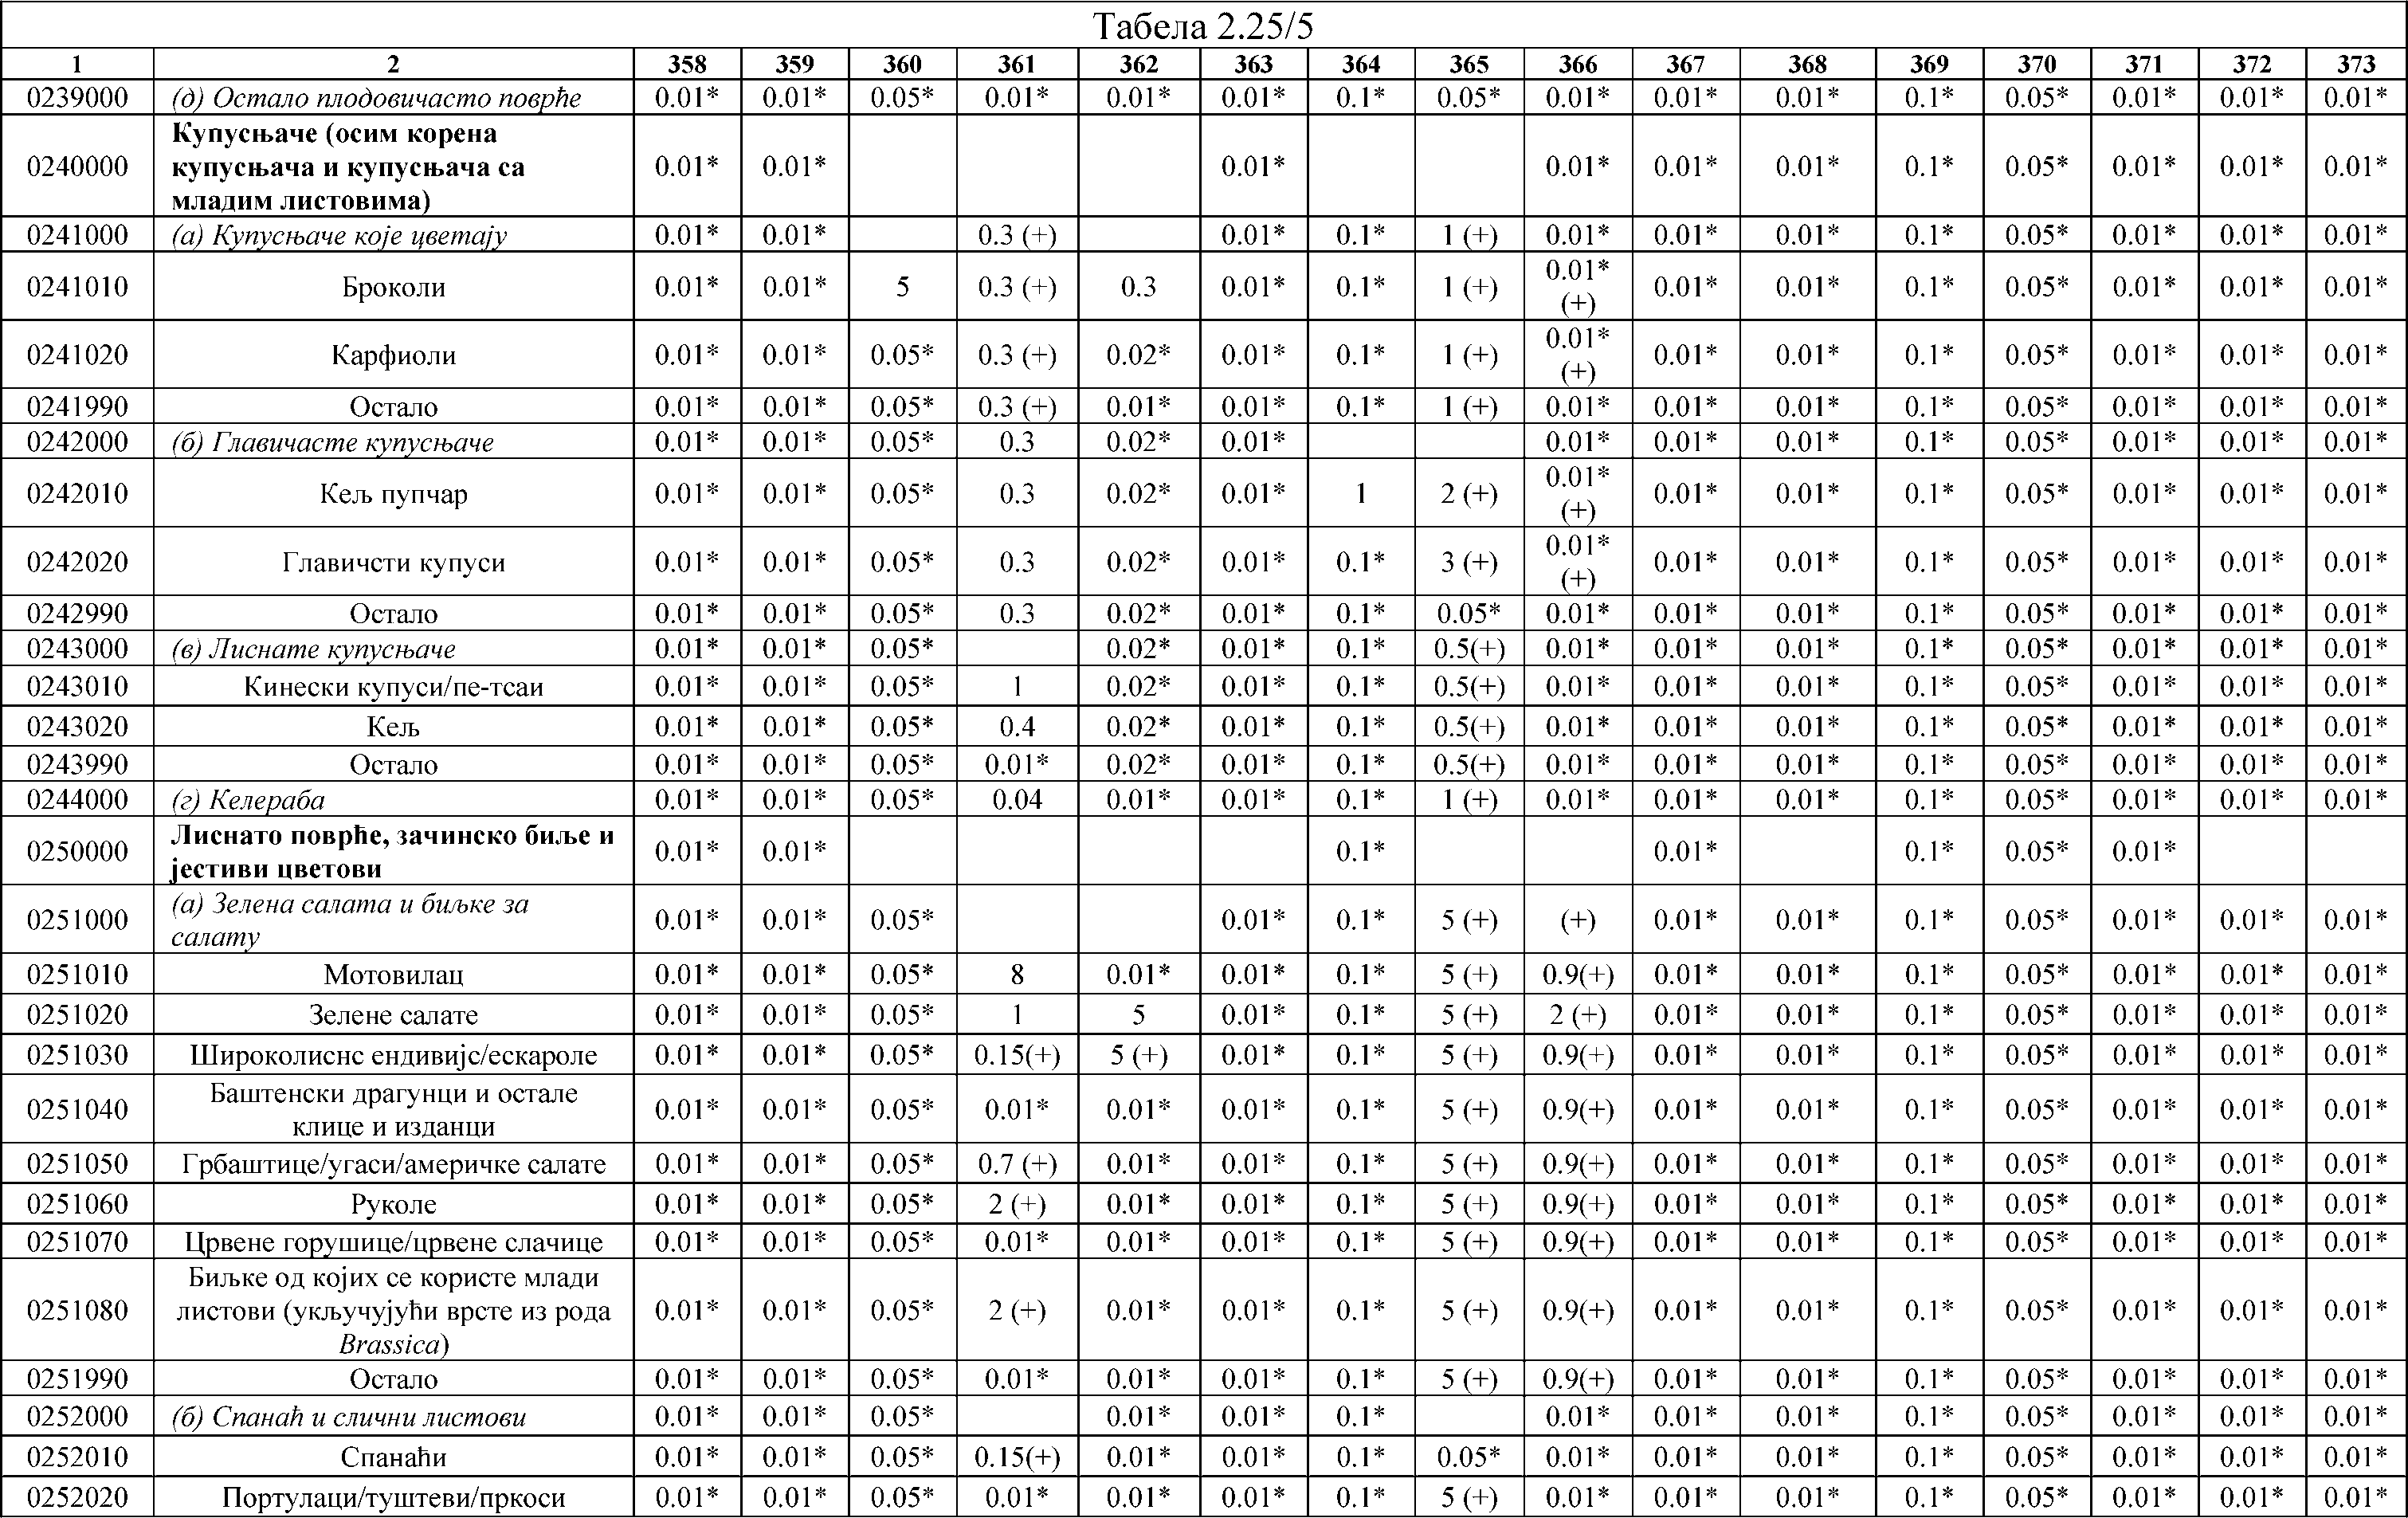 Табела 2.25/5
1 2 358 359 360 361 362 363 364 365 366 367 368 369 370 371 372 373
0239000 (д) Остало плодовичасто поврће 0.01* 0.01* 0.05* 0.01* 0.01* 0.01* 0.1* 0.05* 0.01* 0.01* 0.01* 0.1* 0.05* 0.01* 0.01* 0.01*
Купусњаче (осим корена
0240000 купусњача и купусњача са 0.01* 0.01* 0.01* 0.01* 0.01* 0.01* 0.1* 0.05* 0.01* 0.01* 0.01*
младим листовима)
0241000 (а) Купусњаче које цветају 0.01* 0.01* 0.3 (+) 0.01* 0.1* 1 (+) 0.01* 0.01* 0.01* 0.1* 0.05* 0.01* 0.01* 0.01*
0241010 Броколи 0.01* 0.01* 5 0.3 (+) 0.3 0.01* 0.1* 1 (+) 0.01* 0.01* 0.01* 0.1* 0.05* 0.01* 0.01* 0.01*
(+)
0241020 Карфиоли 0.01* 0.01* 0.05* 0.3 (+) 0.02* 0.01* 0.1* 1 (+) 0.01* 0.01* 0.01* 0.1* 0.05* 0.01* 0.01* 0.01*
(+)
0241990 Остало 0.01* 0.01* 0.05* 0.3 (+) 0.01* 0.01* 0.1* 1 (+) 0.01* 0.01* 0.01* 0.1* 0.05* 0.01* 0.01* 0.01*
0242000 (б) Главичасте купусњаче 0.01* 0.01* 0.05* 0.3 0.02* 0.01* 0.01* 0.01* 0.01* 0.1* 0.05* 0.01* 0.01* 0.01*
0242010 Кељ пупчар 0.01* 0.01* 0.05* 0.3 0.02* 0.01* 1 2 (+) 0.01* 0.01* 0.01* 0.1* 0.05* 0.01* 0.01* 0.01*
(+)
0242020 Главичсти купуси 0.01* 0.01* 0.05* 0.3 0.02* 0.01* 0.1* 3 (+) 0.01* 0.01* 0.01* 0.1* 0.05* 0.01* 0.01* 0.01*
(+)
0242990 Остало 0.01* 0.01* 0.05* 0.3 0.02* 0.01* 0.1* 0.05* 0.01* 0.01* 0.01* 0.1* 0.05* 0.01* 0.01* 0.01*
0243000 (в) Лиснате купусњаче 0.01* 0.01* 0.05* 0.02* 0.01* 0.1* 0.5(+) 0.01* 0.01* 0.01* 0.1* 0.05* 0.01* 0.01* 0.01*
0243010 Кинески купуси/пе-тсаи 0.01* 0.01* 0.05* 1 0.02* 0.01* 0.1* 0.5(+) 0.01* 0.01* 0.01* 0.1* 0.05* 0.01* 0.01* 0.01*
0243020 Кељ 0.01* 0.01* 0.05* 0.4 0.02* 0.01* 0.1* 0.5(+) 0.01* 0.01* 0.01* 0.1* 0.05* 0.01* 0.01* 0.01*
0243990 Остало 0.01* 0.01* 0.05* 0.01* 0.02* 0.01* 0.1* 0.5(+) 0.01* 0.01* 0.01* 0.1* 0.05* 0.01* 0.01* 0.01*
0244000 (г) Келераба 0.01* 0.01* 0.05* 0.04 0.01* 0.01* 0.1* 1 (+) 0.01* 0.01* 0.01* 0.1* 0.05* 0.01* 0.01* 0.01*
0250000 Лиснато поврће, зачинско биље и 0.01* 0.01* 0.1* 0.01* 0.1* 0.05* 0.01*
јестиви цветови
0251000 (а) Зелена салата и биљке за 0.01* 0.01* 0.05* 0.01* 0.1* 5 (+) (+) 0.01* 0.01* 0.1* 0.05* 0.01* 0.01* 0.01*
салату
0251010 Мотовилац 0.01* 0.01* 0.05* 8 0.01* 0.01* 0.1* 5 (+) 0.9(+) 0.01* 0.01* 0.1* 0.05* 0.01* 0.01* 0.01*
0251020 Зелене салате 0.01* 0.01* 0.05* 1 5 0.01* 0.1* 5 (+) 2 (+) 0.01* 0.01* 0.1* 0.05* 0.01* 0.01* 0.01*
0251030 Широколиснс ендивијс/ескароле 0.01* 0.01* 0.05* 0.15(+) 5 (+) 0.01* 0.1* 5 (+) 0.9(+) 0.01* 0.01* 0.1* 0.05* 0.01* 0.01* 0.01*
0251040 Баштенски драгунци и остале 0.01* 0.01* 0.05* 0.01* 0.01* 0.01* 0.1* 5 (+) 0.9(+) 0.01* 0.01* 0.1* 0.05* 0.01* 0.01* 0.01*
клице и изданци
0251050 Грбаштице/угаси/америчке салате 0.01* 0.01* 0.05* 0.7 (+) 0.01* 0.01* 0.1* 5 (+) 0.9(+) 0.01* 0.01* 0.1* 0.05* 0.01* 0.01* 0.01*
0251060 Руколе 0.01* 0.01* 0.05* 2 (+) 0.01* 0.01* 0.1* 5 (+) 0.9(+) 0.01* 0.01* 0.1* 0.05* 0.01* 0.01* 0.01*
0251070 Црвене горушице/црвене слачице 0.01* 0.01* 0.05* 0.01* 0.01* 0.01* 0.1* 5 (+) 0.9(+) 0.01* 0.01* 0.1* 0.05* 0.01* 0.01* 0.01*
Биљке од којих се користе млади
0251080 листови (укључујући врсте из рода 0.01* 0.01* 0.05* 2 (+) 0.01* 0.01* 0.1* 5 (+) 0.9(+) 0.01* 0.01* 0.1* 0.05* 0.01* 0.01* 0.01*
Brassica)
0251990 Остало 0.01* 0.01* 0.05* 0.01* 0.01* 0.01* 0.1* 5 (+) 0.9(+) 0.01* 0.01* 0.1* 0.05* 0.01* 0.01* 0.01*
0252000 (б) Спанаћ и слични листови 0.01* 0.01* 0.05* 0.01* 0.01* 0.1* 0.01* 0.01* 0.01* 0.1* 0.05* 0.01* 0.01* 0.01*
0252010 Спанаћи 0.01* 0.01* 0.05* 0.15(+) 0.01* 0.01* 0.1* 0.05* 0.01* 0.01* 0.01* 0.1* 0.05* 0.01* 0.01* 0.01*
0252020 Портулаци/туштеви/пркоси 0.01* 0.01* 0.05* 0.01* 0.01* 0.01* 0.1* 5 (+) 0.01* 0.01* 0.01* 0.1* 0.05* 0.01* 0.01* 0.01*